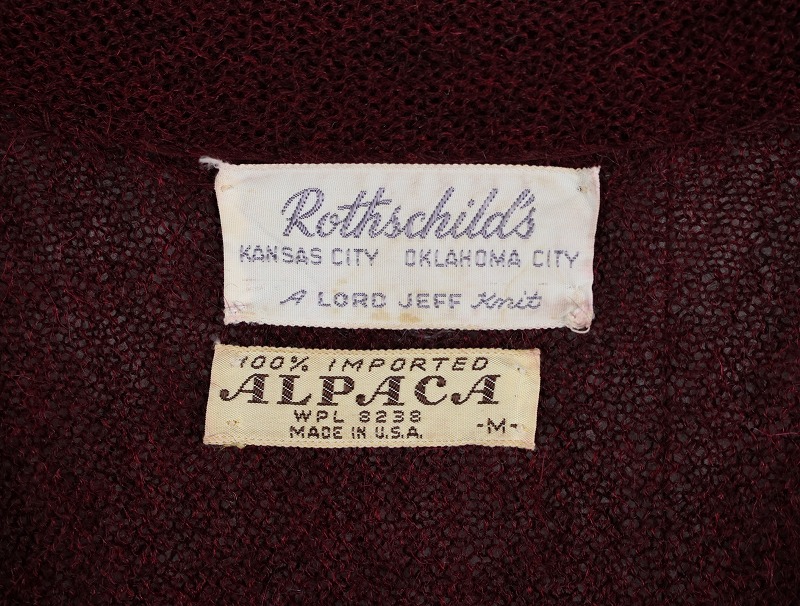 Rothschild's
KANSAS CITY OKLAHOMA CITY
A LORD JEFF Knit
100% IMPORTED
ALPACA
WPL 8238
MADE IN U.S.A. -M-